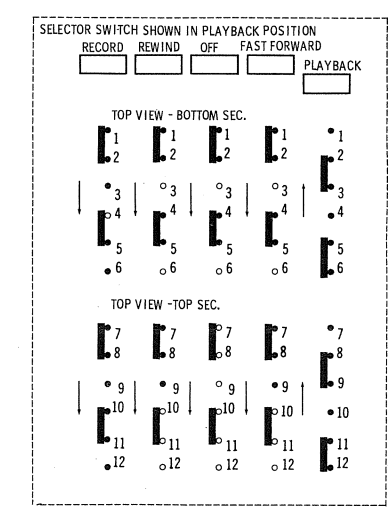 SELECTOR SWITCH SHOWN IN PLAYBACK POSITION
RECORD REWIND OFF FAST FORWARD
PLAYBACK
TOP VIEW - BOTTOM SEC.
1 1 1 1 1
2 2 2 2 2
3 3 3 3 3
4 4 4 4 4
5 5 5 5 5
6 6 6 6 6
TOP VIEW - TOP SEC.
7 7 7 7 7
8 8 8 8 8
9 9 9 9 9
10 10 10 10 10
11 11 11 11 11
12 12 12 12 12